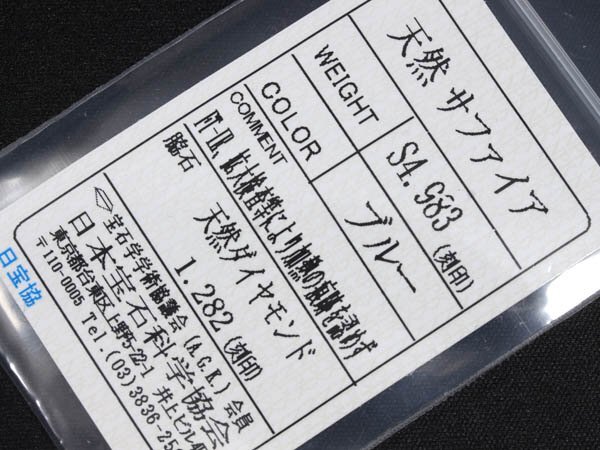 天然 サファイア
WEIGHT S4.983 (刻印)
COLOR ブルー
COMMENT
FT-IR、拡大検査等により加熱の痕跡を認めず
脇石 天然ダイヤモンド
1.282 (刻印)
宝石学学術協議会 (A.G.K.) 会員
日本宝石科学協会
東京都台東区上野5-22-1 井上ビル
〒110-0005 Tel.(03)3836-25
日宝協